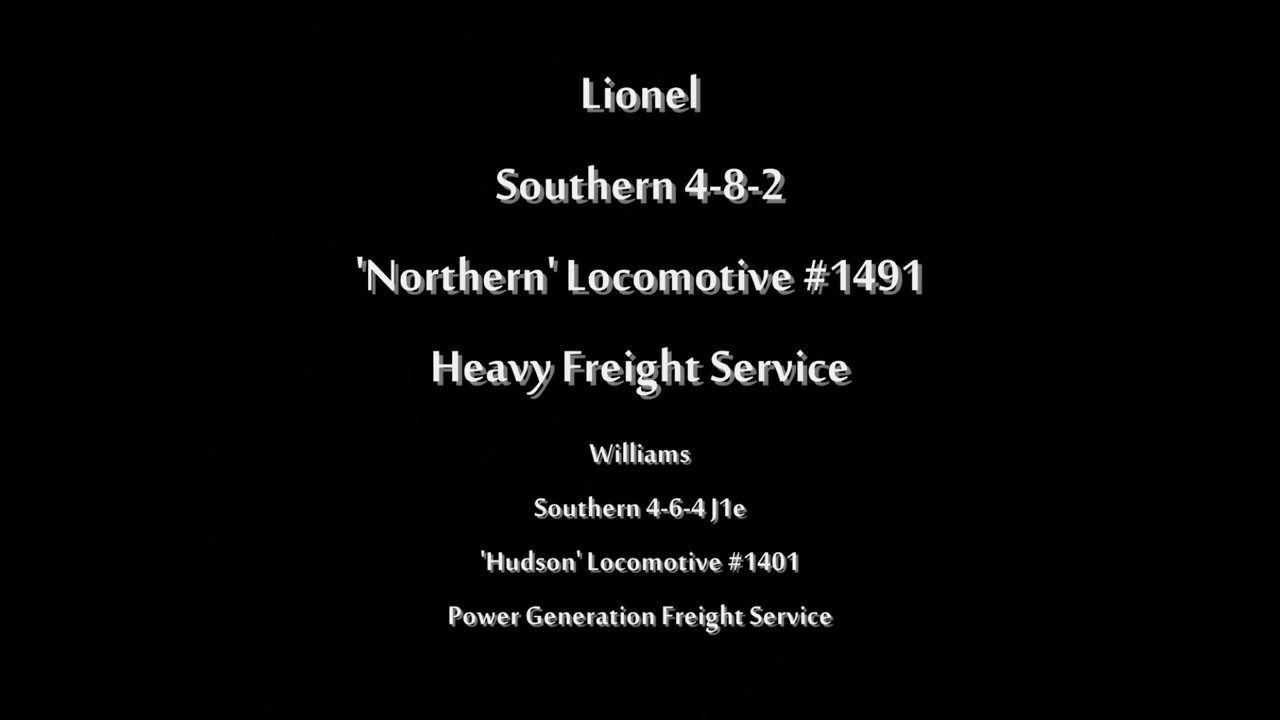 Lionel
Southern 4-8-2
'Northern' Locomotive #1491
Heavy Freight Service
Williams
Southern 4-6-4 J1e
'Hudson' Locomotive #1401
Power Generation Freight Service